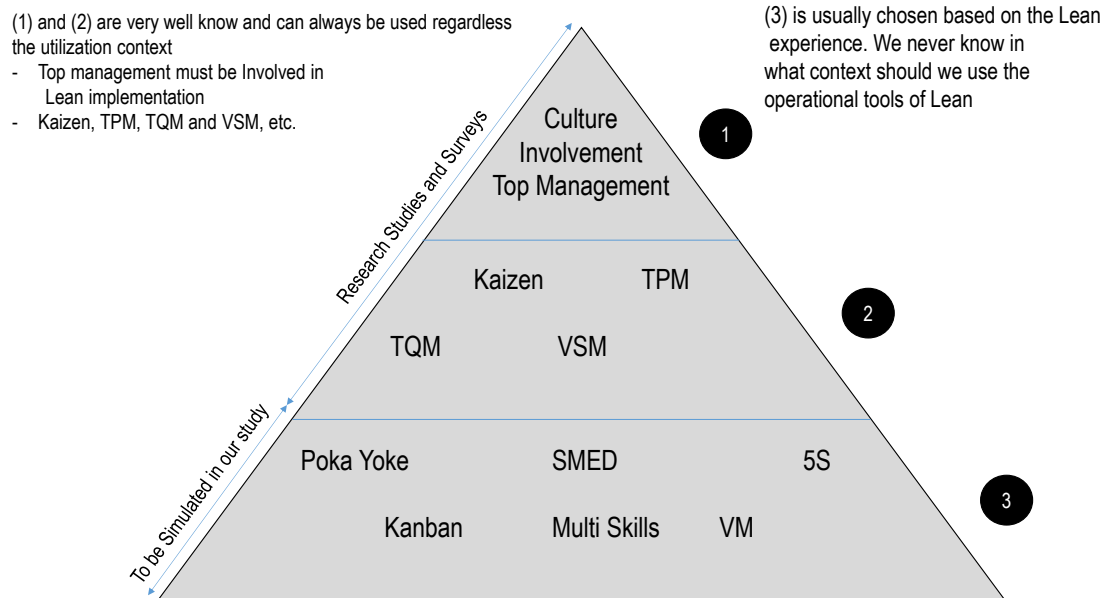 (1) and (2) are very well know and can always be used regardless
the utilization context
- Top management must be Involved in
Lean implementation
- Kaizen, TPM, TQM and VSM, etc.
(3) is usually chosen based on the Lean
experience. We never know in
what context should we use the
operational tools of Lean
Research Studies and Surveys
To be Simulated in our study
Culture
Involvement
Top Management
1
Kaizen TPM
2
TQM VSM
Poka Yoke SMED 5S
3
Kanban Multi Skills VM